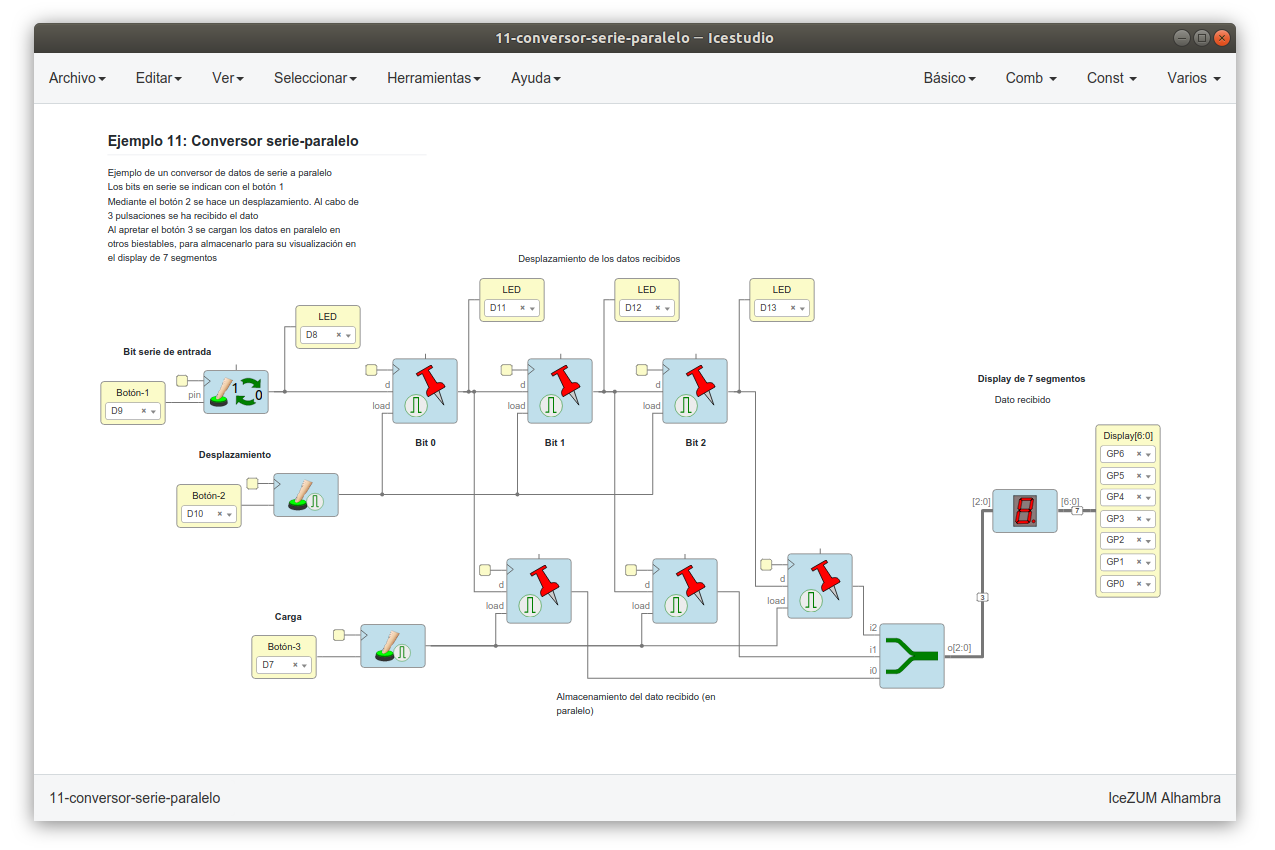 11-conversor-serie-paralelo – Icestudio
Archivo Editar Ver Seleccionar Herramientas Ayuda Básico Comb Const Varios
Ejemplo 11: Conversor serie-paralelo
Ejemplo de un conversor de datos de serie a paralelo
Los bits en serie se indican con el botón 1
Mediante el botón 2 se hace un desplazamiento. Al cabo de
3 pulsaciones se ha recibido el dato
Al apretar el botón 3 se cargan los datos en paralelo en
otros biestables, para almacenarlo para su visualización en
el display de 7 segmentos
Desplazamiento de los datos recibidos
LED
D11
LED
D12
LED
D13
LED
D8
Bit serie de entrada
Botón-1
D9
pin
1
0
d
load
Bit 0
d
load
Bit 1
d
load
Bit 2
Display de 7 segmentos
Dato recibido
Desplazamiento
Botón-2
D10
Display[6:0]
GP6
GP5
GP4
GP3
GP2
GP1
GP0
[2:0]
[6:0]
7
3
d
load
d
load
d
load
Carga
Botón-3
D7
i2
i1
i0
o[2:0]
Almacenamiento del dato recibido (en
paralelo)
11-conversor-serie-paralelo
IceZUM Alhambra